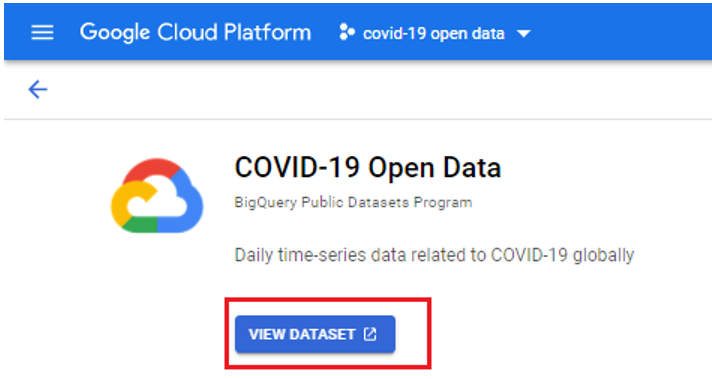 Google Cloud Platform covid-19 open data
COVID-19 Open Data
BigQuery Public Datasets Program
Daily time-series data related to COVID-19 globally
VIEW DATASET